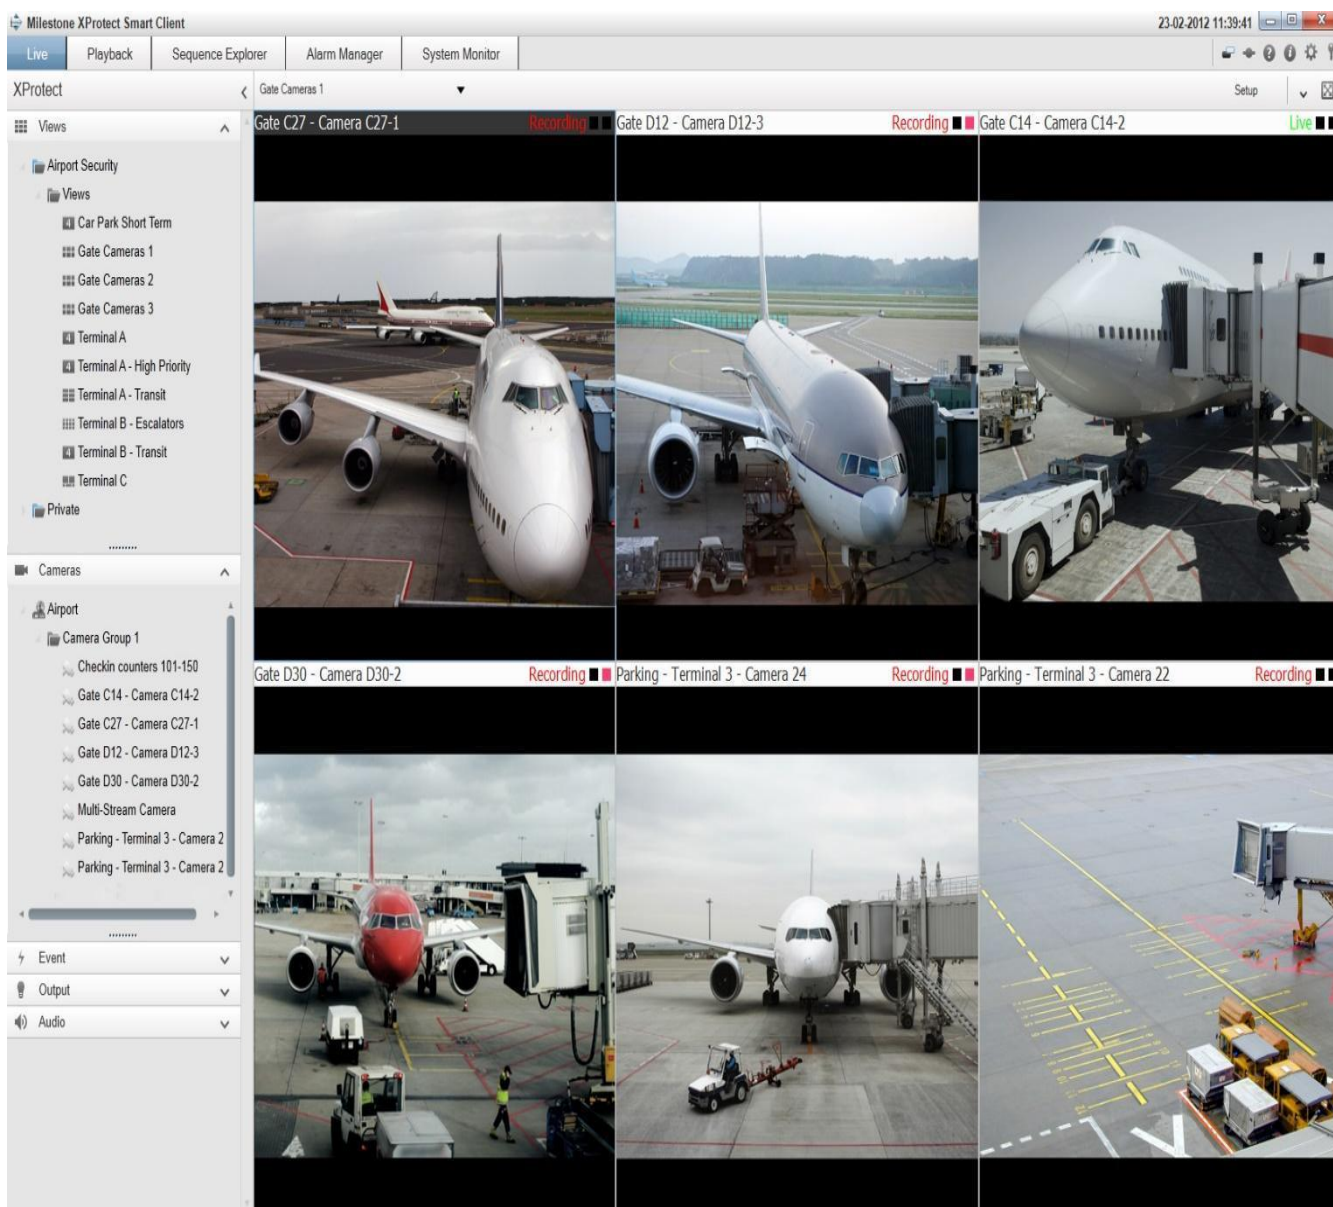 Milestone XProtect Smart Client
23-02-2012 11:39:41
Live
Playback
Sequence Explorer
Alarm Manager
System Monitor
XProtect
Gate Cameras 1
Setup
Views
Airport Security
Views
Car Park Short Term
Gate Cameras 1
Gate Cameras 2
Gate Cameras 3
Terminal A
Terminal A - High Priority
Terminal A - Transit
Terminal B - Escalators
Terminal B - Transit
Terminal C
Private
Cameras
Airport
Camera Group 1
Checkin counters 101-150
Gate C14 - Camera C14-2
Gate C27 - Camera C27-1
Gate D12 - Camera D12-3
Gate D30 - Camera D30-2
Multi-Stream Camera
Parking - Terminal 3 - Camera 2
Parking - Terminal 3 - Camera 2
Event
Output
Audio
Gate C27 - Camera C27-1 Recording
Gate D12 - Camera D12-3 Recording
Gate C14 - Camera C14-2 Live
Gate D30 - Camera D30-2 Recording
Parking - Terminal 3 - Camera 24 Recording
Parking - Terminal 3 - Camera 22 Recording